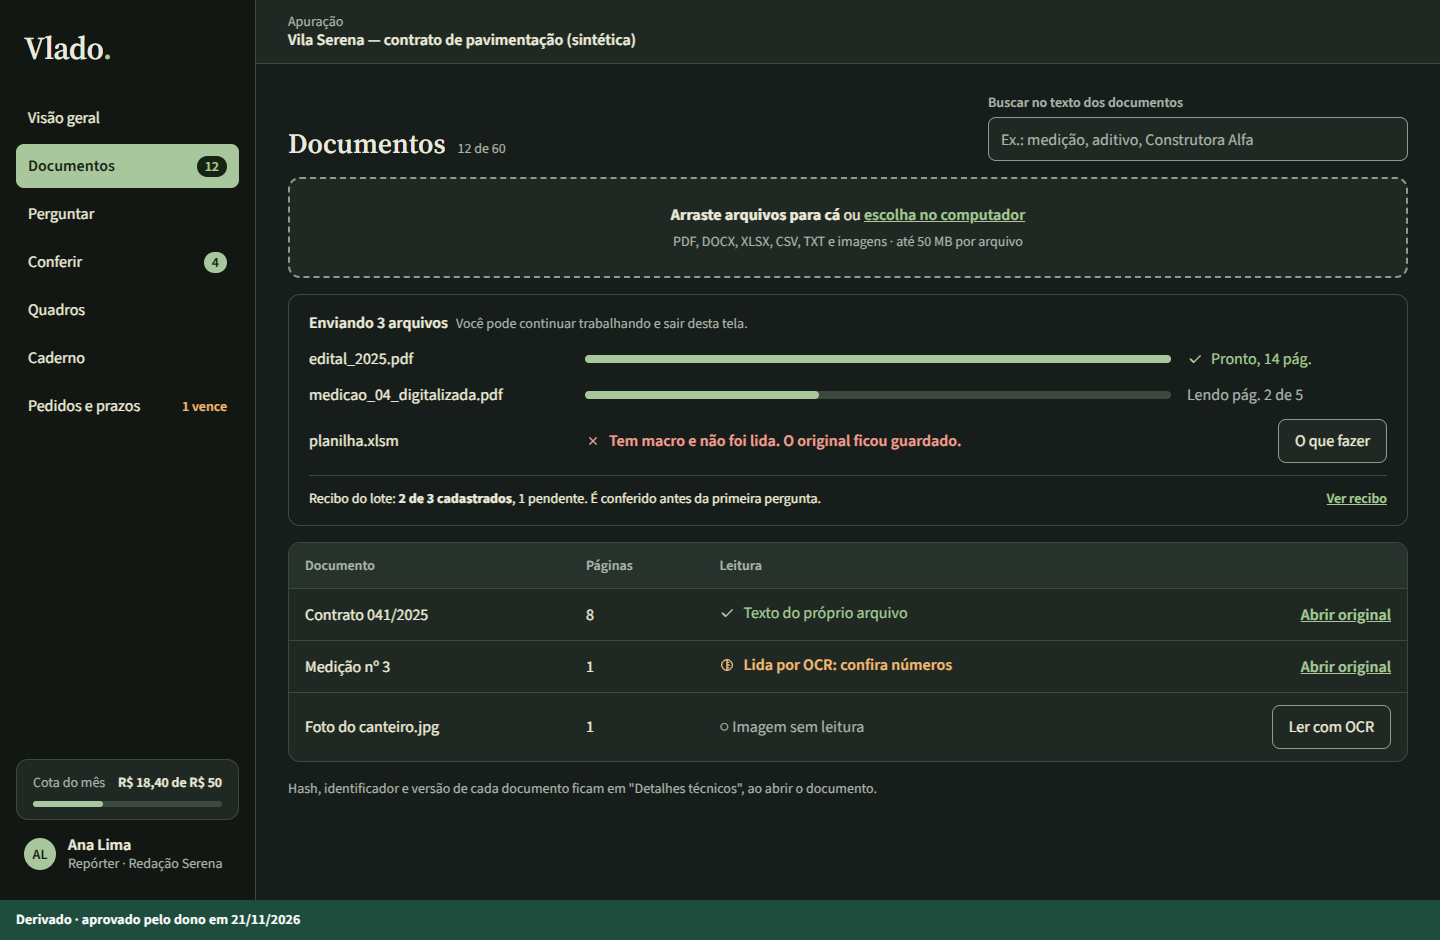 Vlado.
Visão geral
Documentos 12
Perguntar
Conferir 4
Quadros
Caderno
Pedidos e prazos 1 vence
Cota do mês R$ 18,40 de R$ 50
AL
Ana Lima
Repórter · Redação Serena
Apuração
Vila Serena — contrato de pavimentação (sintética)
Documentos 12 de 60
Buscar no texto dos documentos
Ex.: medição, aditivo, Construtora Alfa
Arraste arquivos para cá ou escolha no computador
PDF, DOCX, XLSX, CSV, TXT e imagens · até 50 MB por arquivo
Enviando 3 arquivos Você pode continuar trabalhando e sair desta tela.
edital_2025.pdf Pronto, 14 pág.
medicao_04_digitalizada.pdf Lendo pág. 2 de 5
planilha.xlsm Tem macro e não foi lida. O original ficou guardado. O que fazer
Recibo do lote: 2 de 3 cadastrados, 1 pendente. É conferido antes da primeira pergunta. Ver recibo
Documento Páginas Leitura
Contrato 041/2025 8 Texto do próprio arquivo Abrir original
Medição nº 3 1 Lida por OCR: confira números Abrir original
Foto do canteiro.jpg 1 Imagem sem leitura Ler com OCR
Hash, identificador e versão de cada documento ficam em "Detalhes técnicos", ao abrir o documento.
Derivado · aprovado pelo dono em 21/11/2026